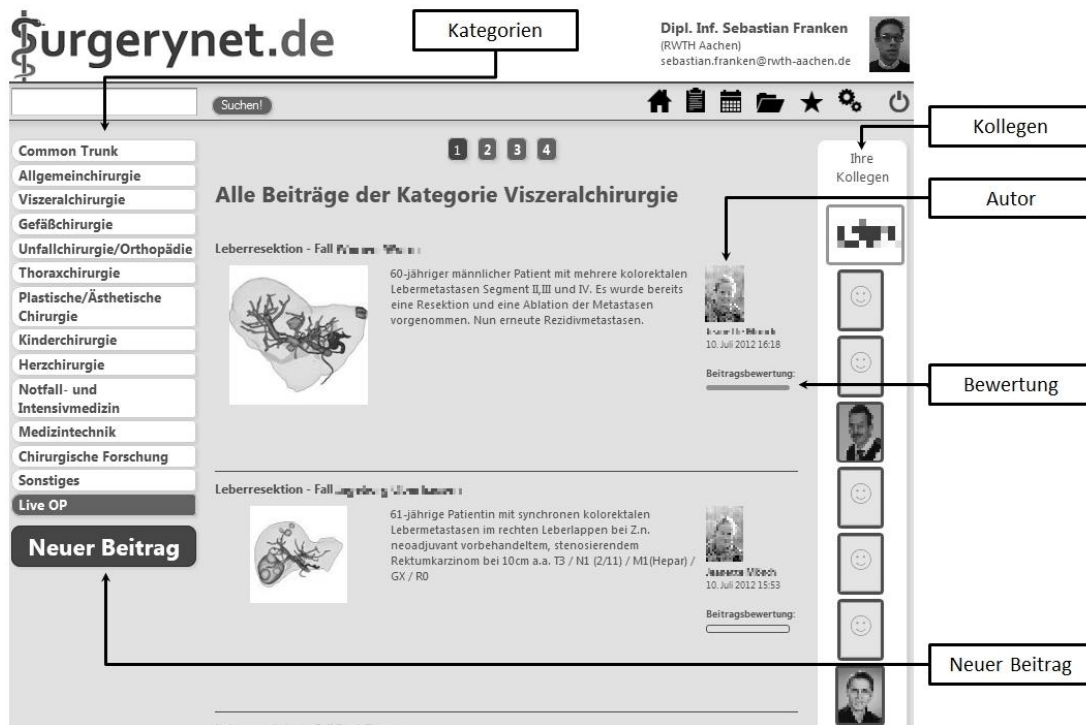 Surgerynet.de
Kategorien
Dipl. Inf. Sebastian Franken
(RWTH Aachen)
sebastian.franken@rwth-aachen.de
Suchen!
Kollegen
Common Trunk
Allgemeinchirurgie
Viszeralchirurgie
Gefäßchirurgie
Unfallchirurgie/Orthopädie
Thoraxchirurgie
Plastische/Ästhetische
Chirurgie
Kinderchirurgie
Herzchirurgie
Notfall- und
Intensivmedizin
Medizintechnik
Chirurgische Forschung
Sonstiges
Live OP
Neuer Beitrag
1 2 3 4
Alle Beiträge der Kategorie Viszeralchirurgie
Leberresektion - Fall
60-jähriger männlicher Patient mit mehrere kolorektalen
Lebermetastasen Segment II,III und IV. Es wurde bereits
eine Resektion und eine Ablation der Metastasen
vorgenommen. Nun erneute Rezidivmetastasen.
10. Juli 2012 16:18
Beitragsbewertung:
Leberresektion - Fall
61-jährige Patientin mit synchronen kolorektalen
Lebermetastasen im rechten Leberlappen bei Z.n.
neoadjuvant vorbehandeltem, stenosierendem
Rektumkarzinom bei 10cm a.a. T3 / N1 (2/11) / M1(Hepar) /
GX / R0
10. Juli 2012 15:53
Beitragsbewertung:
Ihre
Kollegen
Autor
Bewertung
Neuer Beitrag